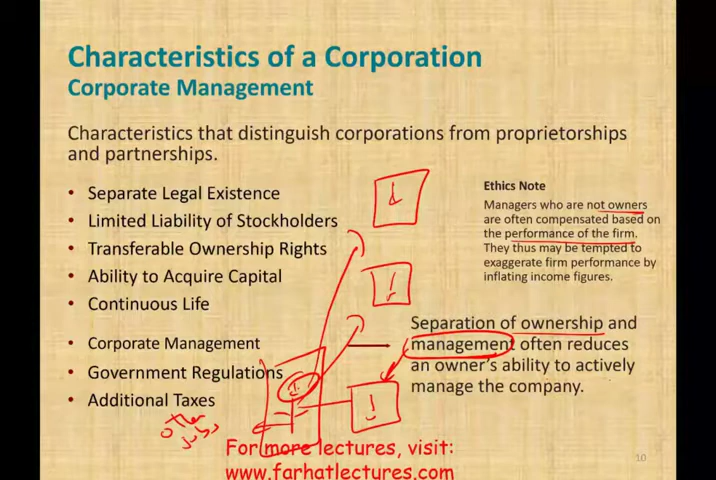 Characteristics of a Corporation
Corporate Management
Characteristics that distinguish corporations from proprietorships
and partnerships.
• Separate Legal Existence
• Limited Liability of Stockholders
• Transferable Ownership Rights
• Ability to Acquire Capital
• Continuous Life
• Corporate Management
• Government Regulations
• Additional Taxes
Ethics Note
Managers who are not owners
are often compensated based on
the performance of the firm.
They thus may be tempted to
exaggerate firm performance by
inflating income figures.
Separation of ownership and
management often reduces
an owner's ability to actively
manage the company.
other
jobs
For more lectures, visit:
www.farhatlectures.com
10